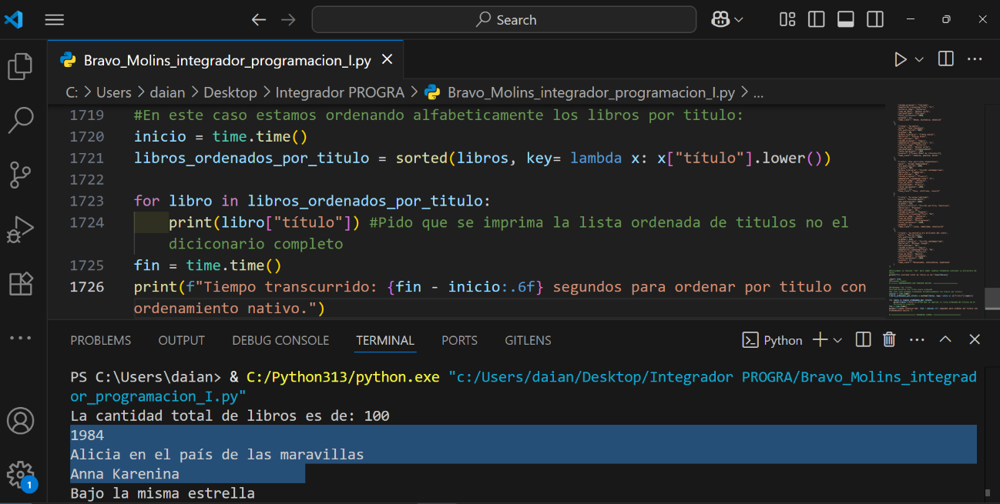 Search
Bravo_Molins_integrador_programacion_I.py
C: > Users > daian > Desktop > Integrador PROGRA > Bravo_Molins_integrador_programacion_I.py > ...
1719 #En este caso estamos ordenando alfabeticamente los libros por titulo:
1720 inicio = time.time()
1721 libros_ordenados_por_titulo = sorted(libros, key= lambda x: x["título"].lower())
1722
1723 for libro in libros_ordenados_por_titulo:
1724 print(libro["título"]) #Pido que se imprima la lista ordenada de titulos no el
diciconario completo
1725 fin = time.time()
1726 print(f"Tiempo transcurrido: {fin - inicio:.6f} segundos para ordenar por titulo con
ordenamiento nativo.")
PROBLEMS OUTPUT DEBUG CONSOLE TERMINAL PORTS GITLENS Python
PS C:\Users\daian> & C:/Python313/python.exe "c:/Users/daian/Desktop/Integrador PROGRA/Bravo_Molins_integrad
or_programacion_I.py"
La cantidad total de libros es de: 100
1984
Alicia en el país de las maravillas
Anna Karenina
1
Bajo la misma estrella